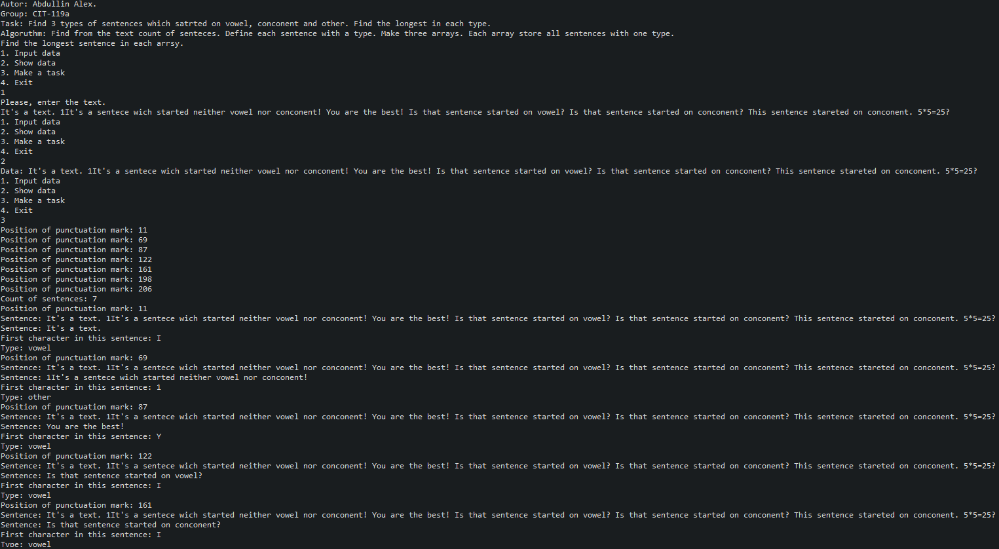 Autor: Abdullin Alex.
Group: CIT-119a
Task: Find 3 types of sentences which satrted on vowel, conconent and other. Find the longest in each type.
Algoruthm: Find from the text count of senteces. Define each sentence with a type. Make three arrays. Each array store all sentences with one type.
Find the longest sentence in each arrsy.
1. Input data
2. Show data
3. Make a task
4. Exit
1
Please, enter the text.
It's a text. 1It's a sentece wich started neither vowel nor conconent! You are the best! Is that sentence started on vowel? Is that sentence started on conconent? This sentence stareted on conconent. 5*5=25?
1. Input data
2. Show data
3. Make a task
4. Exit
2
Data: It's a text. 1It's a sentece wich started neither vowel nor conconent! You are the best! Is that sentence started on vowel? Is that sentence started on conconent? This sentence stareted on conconent. 5*5=25?
1. Input data
2. Show data
3. Make a task
4. Exit
3
Position of punctuation mark: 11
Position of punctuation mark: 69
Position of punctuation mark: 87
Position of punctuation mark: 122
Position of punctuation mark: 161
Position of punctuation mark: 198
Position of punctuation mark: 206
Count of sentences: 7
Position of punctuation mark: 11
Sentence: It's a text. 1It's a sentece wich started neither vowel nor conconent! You are the best! Is that sentence started on vowel? Is that sentence started on conconent? This sentence stareted on conconent. 5*5=25?
Sentence: It's a text.
First character in this sentence: I
Type: vowel
Position of punctuation mark: 69
Sentence: It's a text. 1It's a sentece wich started neither vowel nor conconent! You are the best! Is that sentence started on vowel? Is that sentence started on conconent? This sentence stareted on conconent. 5*5=25?
Sentence: 1It's a sentece wich started neither vowel nor conconent!
First character in this sentence: 1
Type: other
Position of punctuation mark: 87
Sentence: It's a text. 1It's a sentece wich started neither vowel nor conconent! You are the best! Is that sentence started on vowel? Is that sentence started on conconent? This sentence stareted on conconent. 5*5=25?
Sentence: You are the best!
First character in this sentence: Y
Type: vowel
Position of punctuation mark: 122
Sentence: It's a text. 1It's a sentece wich started neither vowel nor conconent! You are the best! Is that sentence started on vowel? Is that sentence started on conconent? This sentence stareted on conconent. 5*5=25?
Sentence: Is that sentence started on vowel?
First character in this sentence: I
Type: vowel
Position of punctuation mark: 161
Sentence: It's a text. 1It's a sentece wich started neither vowel nor conconent! You are the best! Is that sentence started on vowel? Is that sentence started on conconent? This sentence stareted on conconent. 5*5=25?
Sentence: Is that sentence started on conconent?
First character in this sentence: I
Type: vowel